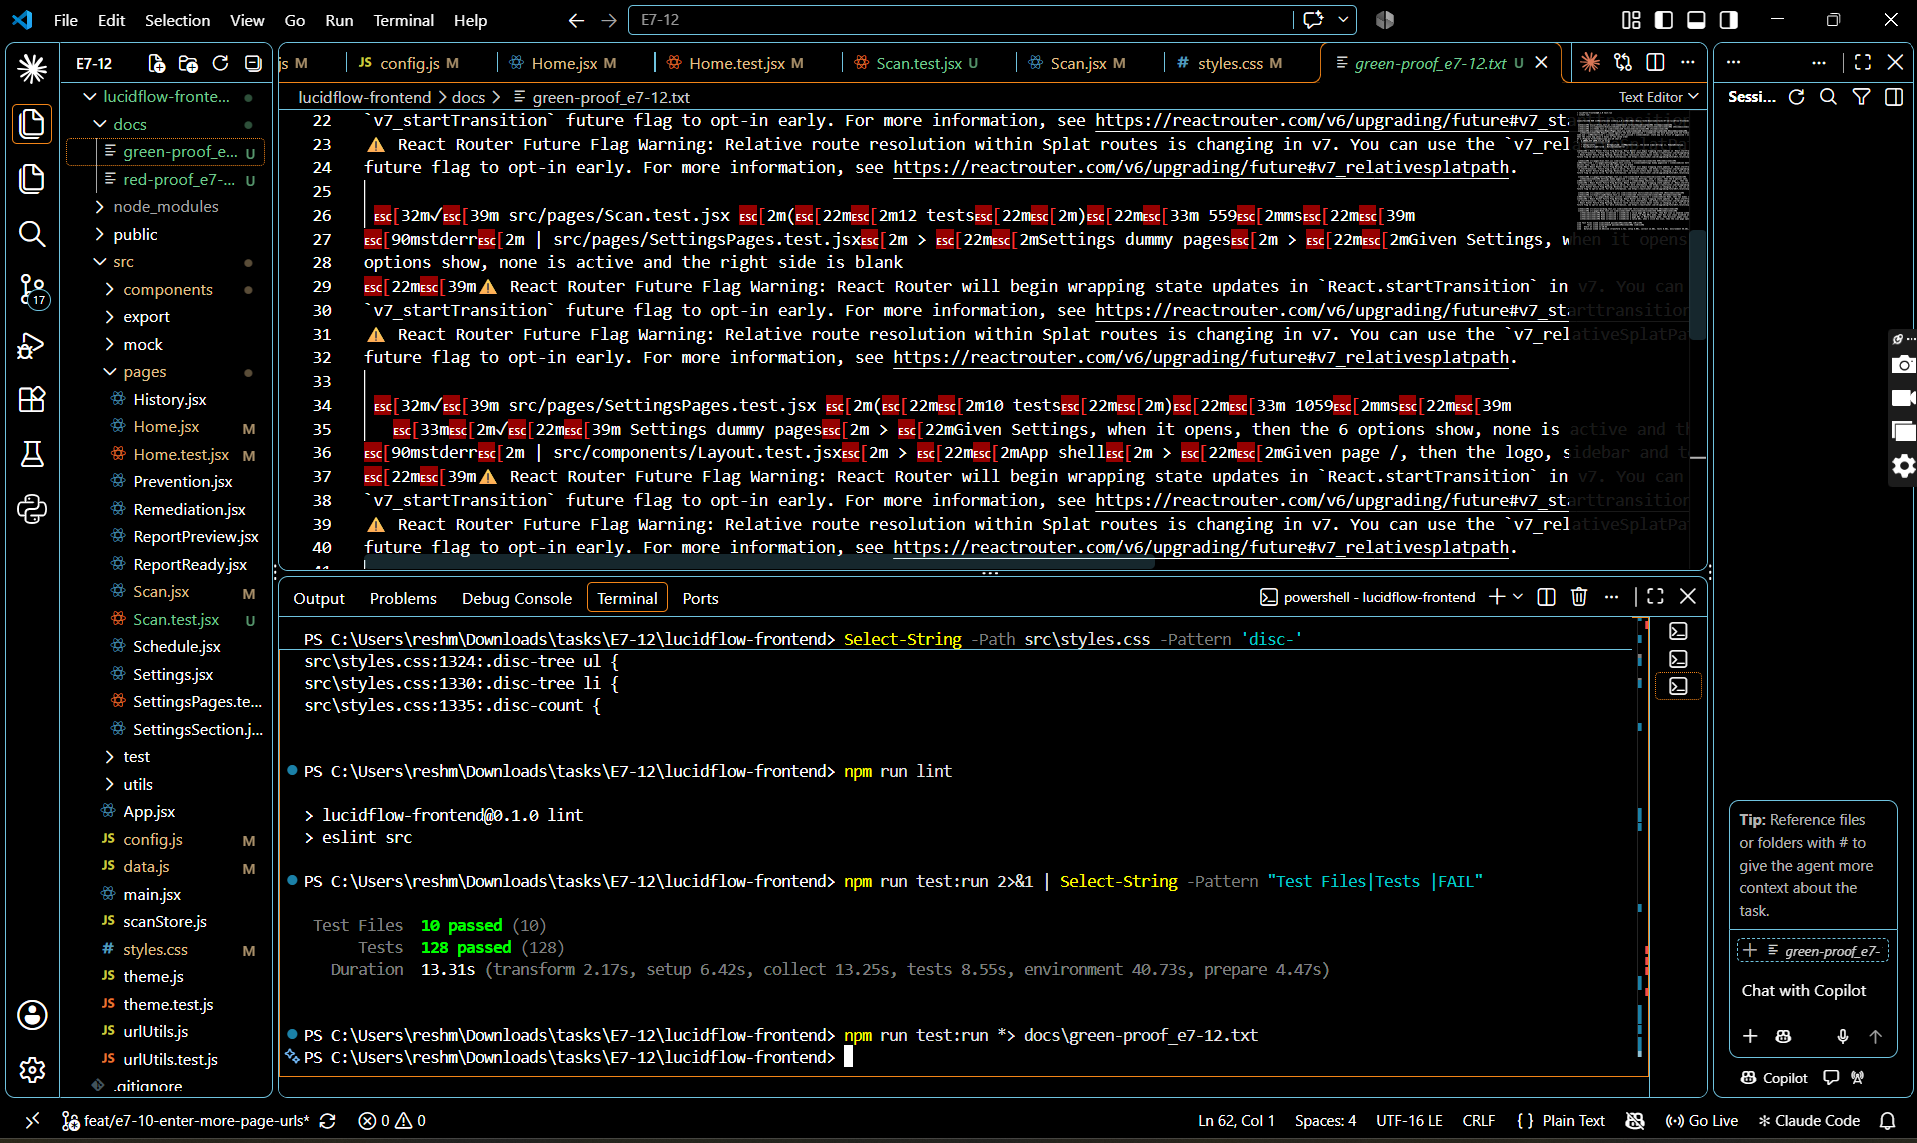 File Edit Selection View Go Run Terminal Help
E7-12
E7-12
js M
JS config.js M
Home.jsx M
Home.test.jsx M
Scan.test.jsx U
Scan.jsx M
# styles.css M
green-proof_e7-12.txt U
lucidflow-frontend > docs > green-proof_e7-12.txt
Text Editor
lucidflow-fronte...
docs
green-proof_e... U
red-proof_e7-... U
node_modules
public
src
components
export
mock
pages
History.jsx
Home.jsx M
Home.test.jsx M
Prevention.jsx
Remediation.jsx
ReportPreview.jsx
ReportReady.jsx
Scan.jsx M
Scan.test.jsx U
Schedule.jsx
Settings.jsx
SettingsPages.te...
SettingsSection.j...
test
utils
App.jsx
JS config.js M
JS data.js M
main.jsx
JS scanStore.js
# styles.css M
JS theme.js
JS theme.test.js
JS urlUtils.js
JS urlUtils.test.js
.gitignore
17
22 `v7_startTransition` future flag to opt-in early. For more information, see https://reactrouter.com/v6/upgrading/future#v7_st
23 ⚠ React Router Future Flag Warning: Relative route resolution within Splat routes is changing in v7. You can use the `v7_rel
24 future flag to opt-in early. For more information, see https://reactrouter.com/v6/upgrading/future#v7_relativesplatpath.
25
26 ESC[32m✓ESC[39m src/pages/Scan.test.jsx ESC[2m(ESC[22mESC[2m12 testsESC[22mESC[2m)ESC[22mESC[33m 559ESC[2mmsESC[22mESC[39m
27 ESC[90mstderrESC[2m | src/pages/SettingsPages.test.jsxESC[2m > ESC[22mESC[2mSettings dummy pagesESC[2m > ESC[22mESC[2mGiven Settings, when it opens
28 options show, none is active and the right side is blank
29 ESC[22mESC[39m⚠ React Router Future Flag Warning: React Router will begin wrapping state updates in `React.startTransition` in v7. You can
30 `v7_startTransition` future flag to opt-in early. For more information, see https://reactrouter.com/v6/upgrading/future#v7_starttransition
31 ⚠ React Router Future Flag Warning: Relative route resolution within Splat routes is changing in v7. You can use the `v7_relativeSplatPa
32 future flag to opt-in early. For more information, see https://reactrouter.com/v6/upgrading/future#v7_relativesplatpath.
33
34 ESC[32m✓ESC[39m src/pages/SettingsPages.test.jsx ESC[2m(ESC[22mESC[2m10 testsESC[22mESC[2m)ESC[22mESC[33m 1059ESC[2mmsESC[22mESC[39m
35 ESC[33mESC[2m✓ESC[22mESC[39m Settings dummy pagesESC[2m > ESC[22mGiven Settings, when it opens, then the 6 options show, none is active and th
36 ESC[90mstderrESC[2m | src/components/Layout.test.jsxESC[2m > ESC[22mESC[2mApp shellESC[2m > ESC[22mESC[2mGiven page /, then the logo, sidebar and t
37 ESC[22mESC[39m⚠ React Router Future Flag Warning: React Router will begin wrapping state updates in `React.startTransition` in v7. You can
38 `v7_startTransition` future flag to opt-in early. For more information, see https://reactrouter.com/v6/upgrading/future#v7_starttransition
39 ⚠ React Router Future Flag Warning: Relative route resolution within Splat routes is changing in v7. You can use the `v7_relativeSplatPa
40 future flag to opt-in early. For more information, see https://reactrouter.com/v6/upgrading/future#v7_relativesplatpath.
Output Problems Debug Console Terminal Ports
powershell - lucidflow-frontend
PS C:\Users\reshm\Downloads\tasks\E7-12\lucidflow-frontend> Select-String -Path src\styles.css -Pattern 'disc-'
src\styles.css:1324:.disc-tree ul {
src\styles.css:1330:.disc-tree li {
src\styles.css:1335:.disc-count {
PS C:\Users\reshm\Downloads\tasks\E7-12\lucidflow-frontend> npm run lint
> lucidflow-frontend@0.1.0 lint
> eslint src
PS C:\Users\reshm\Downloads\tasks\E7-12\lucidflow-frontend> npm run test:run 2>&1 | Select-String -Pattern "Test Files|Tests |FAIL"
Test Files 10 passed (10)
Tests 128 passed (128)
Duration 13.31s (transform 2.17s, setup 6.42s, collect 13.25s, tests 8.55s, environment 40.73s, prepare 4.47s)
PS C:\Users\reshm\Downloads\tasks\E7-12\lucidflow-frontend> npm run test:run *> docs\green-proof_e7-12.txt
PS C:\Users\reshm\Downloads\tasks\E7-12\lucidflow-frontend>
Sessi...
Tip: Reference files
or folders with # to
give the agent more
context about the
task.
green-proof_e7-
Chat with Copilot
Copilot
feat/e7-10-enter-more-page-urls*
0 0
Ln 62, Col 1
Spaces: 4
UTF-16 LE
CRLF
{ } Plain Text
Go Live
Claude Code